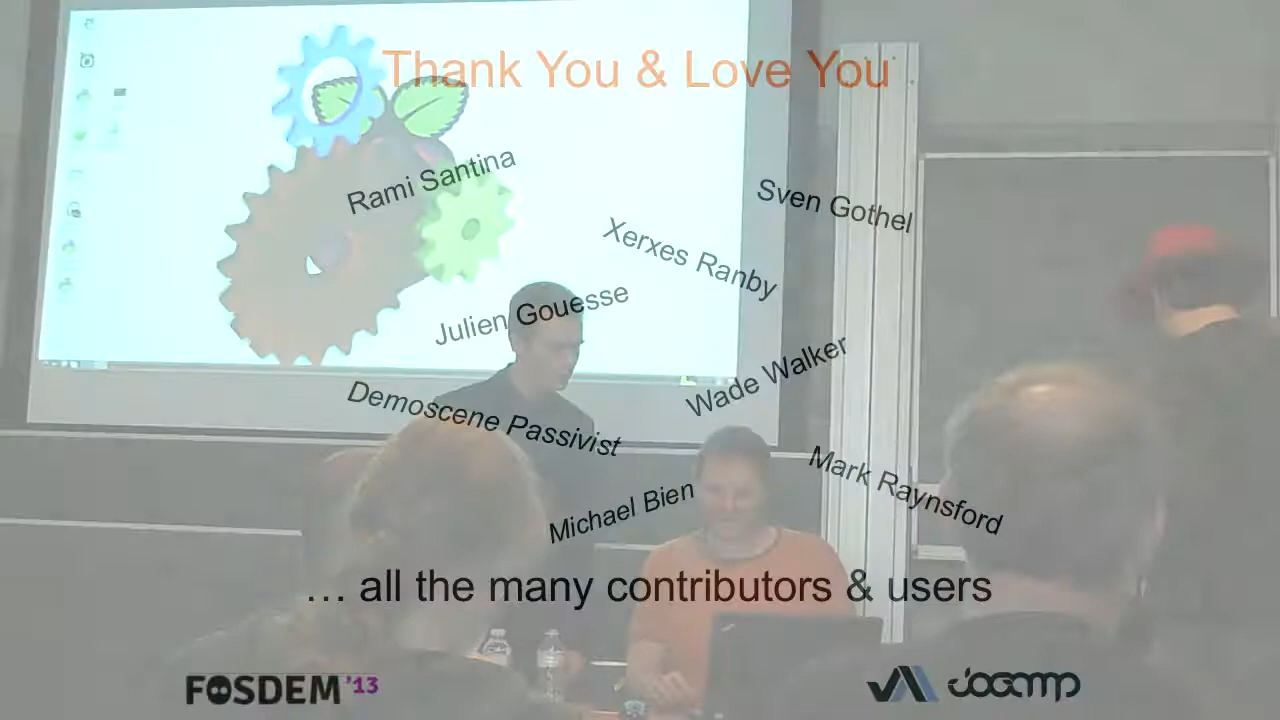 Thank You & Love You
Rami Santina
Sven Gothel
Xerxes Ranby
Julien Gouesse
Wade Walker
Demoscene Passivist
Mark Raynsford
Michael Bien
… all the many contributors & users
FOSDEM '13
JOGAMP